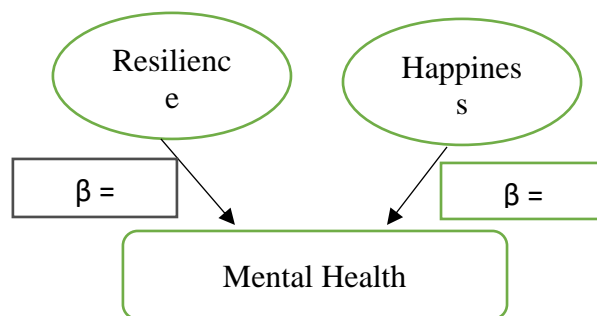 Resilienc
e
Happines
s
β =
β =
Mental Health